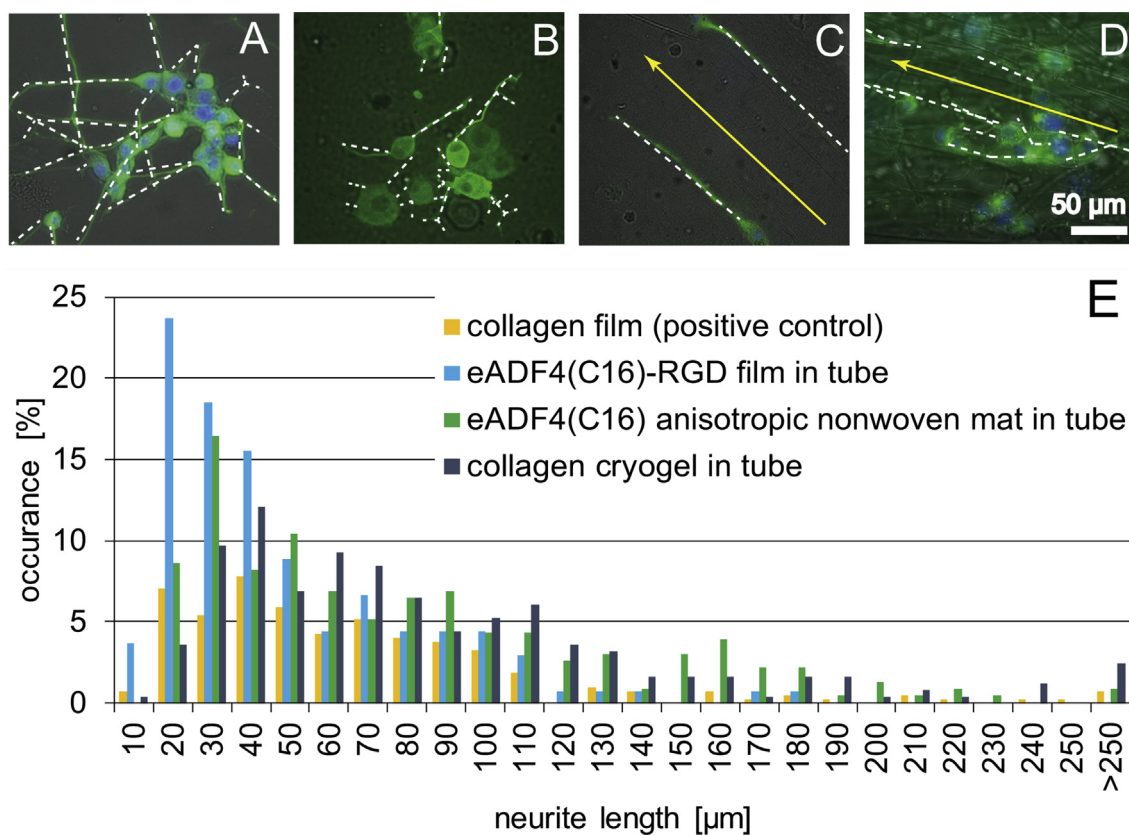 A
B
C
D
50 µm
E
25
20
15
10
5
0
occurance [%]
collagen film (positive control)
eADF4(C16)-RGD film in tube
eADF4(C16) anisotropic nonwoven mat in tube
collagen cryogel in tube
10 20 30 40 50 60 70 80 90 100 110 120 130 140 150 160 170 180 190 200 210 220 230 240 250 >250
neurite length [µm]